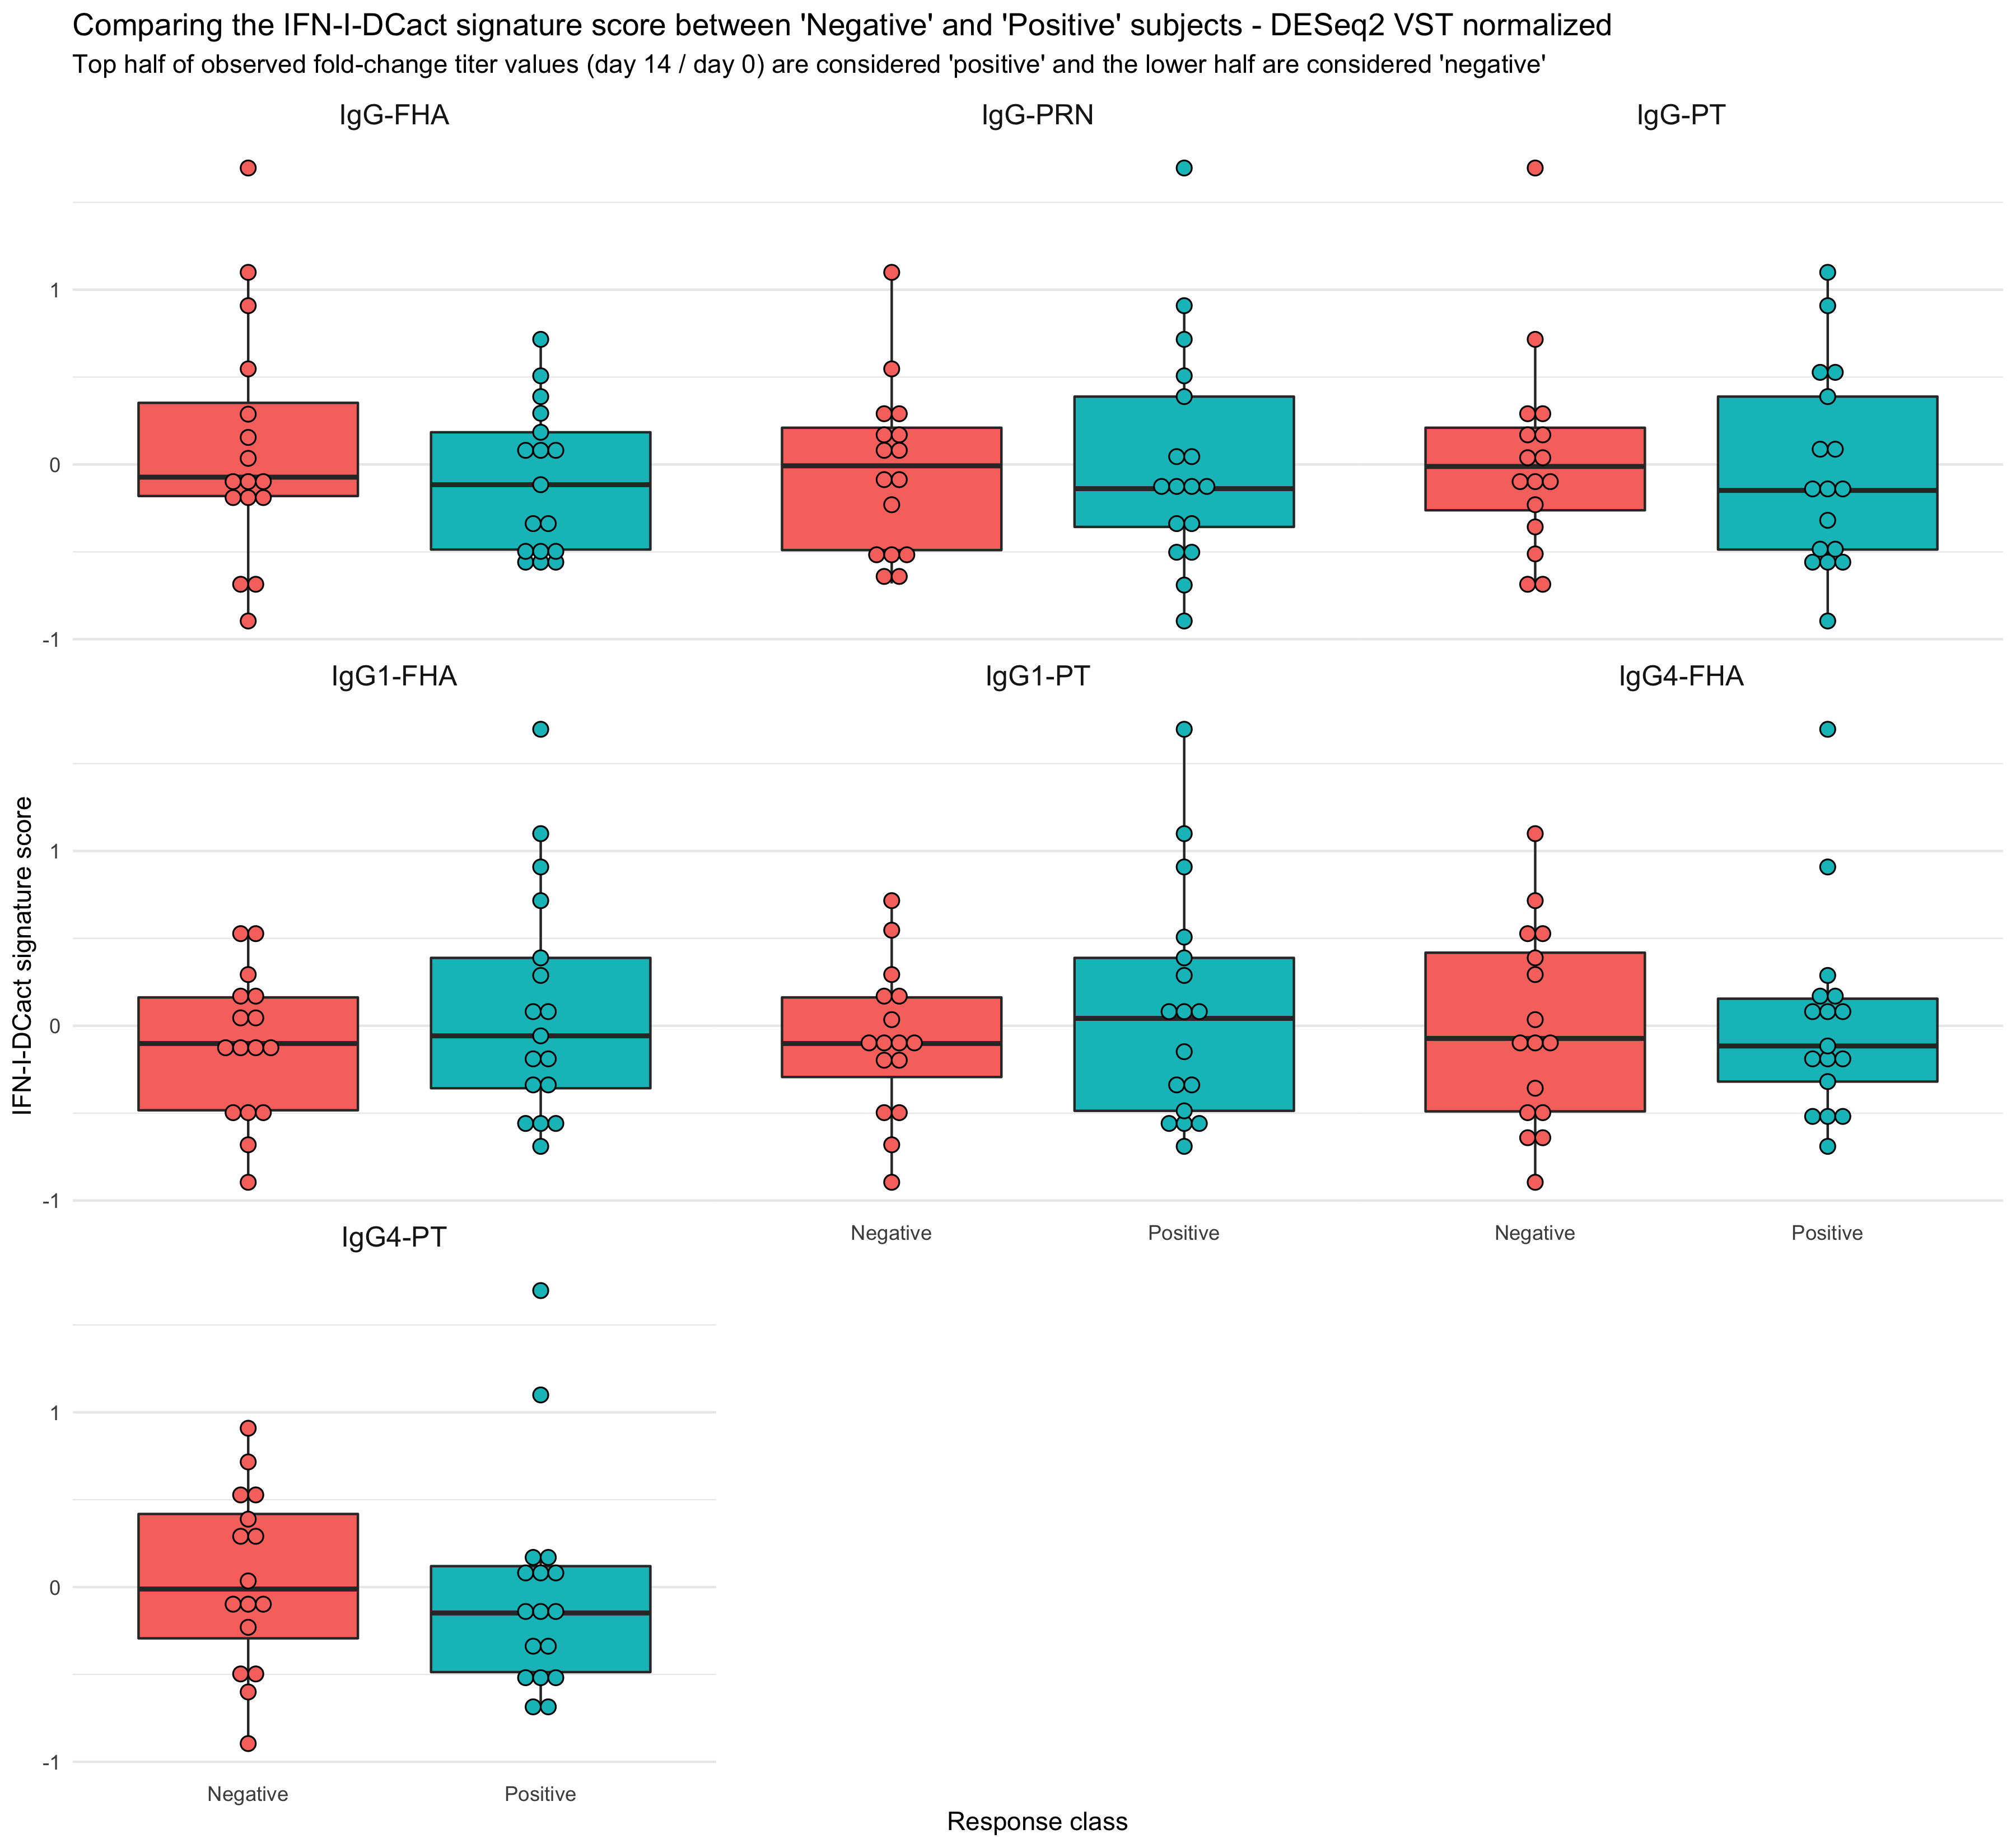 Comparing the IFN-I-DCact signature score between 'Negative' and 'Positive' subjects - DESeq2 VST normalized
Top half of observed fold-change titer values (day 14 / day 0) are considered 'positive' and the lower half are considered 'negative'
IgG-FHA
IgG-PRN
IgG-PT
1
0
-1
IgG1-FHA
IgG1-PT
IgG4-FHA
IFN-I-DCact signature score
1
0
-1
Negative
Positive
Negative
Positive
IgG4-PT
1
0
-1
Negative
Positive
Response class